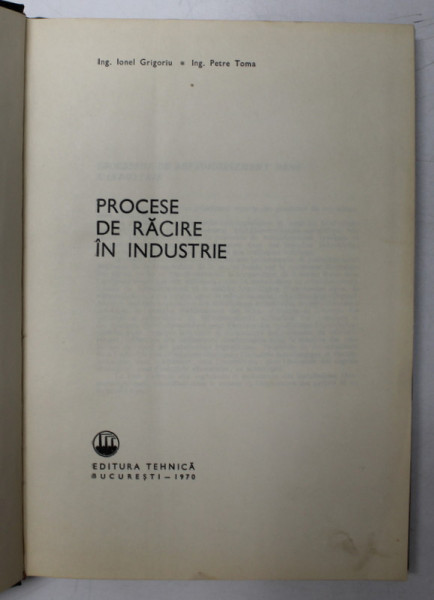 Ing. Ionel Grigoriu • Ing. Petre Toma
PROCESE
DE RĂCIRE
ÎN INDUSTRIE
EDITURA TEHNICĂ
BUCUREȘTI — 1970